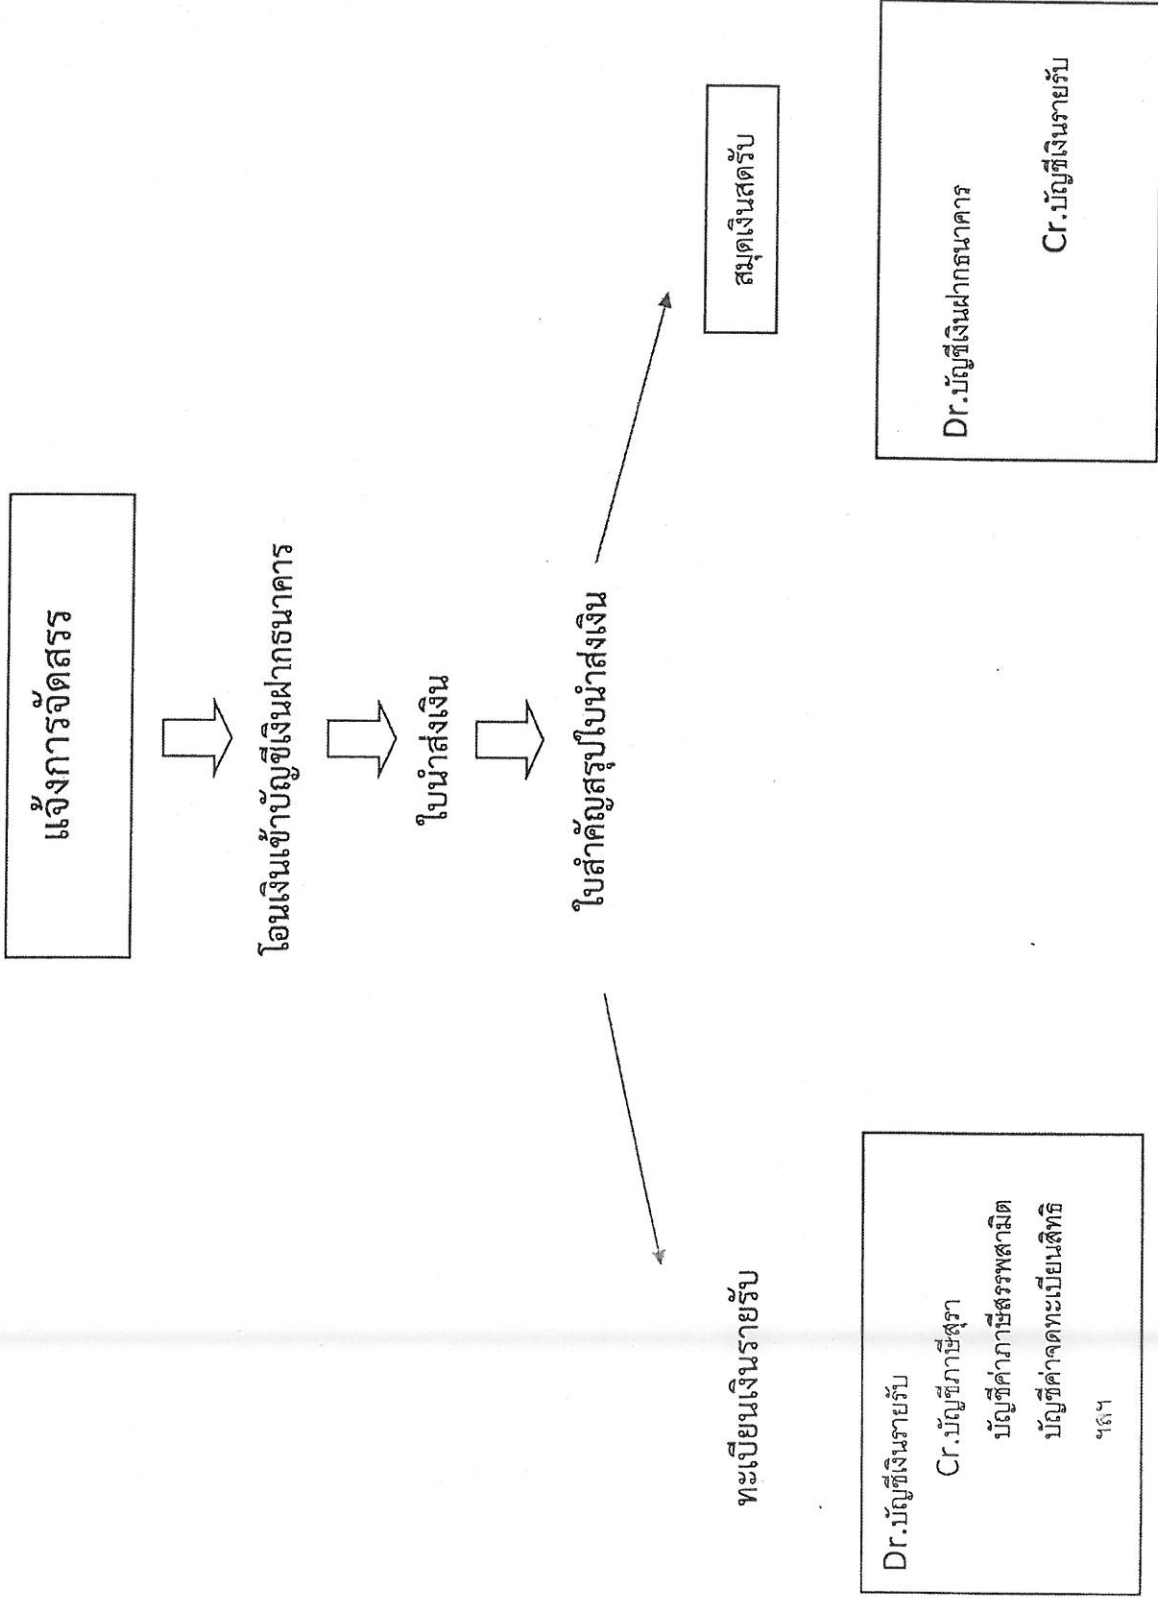 แจ้งการจัดสรร
โอนเงินเข้าบัญชีเงินฝากธนาคาร
ใบนำส่งเงิน
ใบสำคัญสรุปใบนำส่งเงิน
ทะเบียนเงินรายรับ
Dr.บัญชีเงินรายรับ
Cr.บัญชีภาษีสุรา
บัญชีค่าภาษีสรรพสามิต
บัญชีค่าจดทะเบียนสิทธิ
ฯลฯ
สมุดเงินสดรับ
Dr.บัญชีเงินฝากธนาคาร
Cr.บัญชีเงินรายรับ